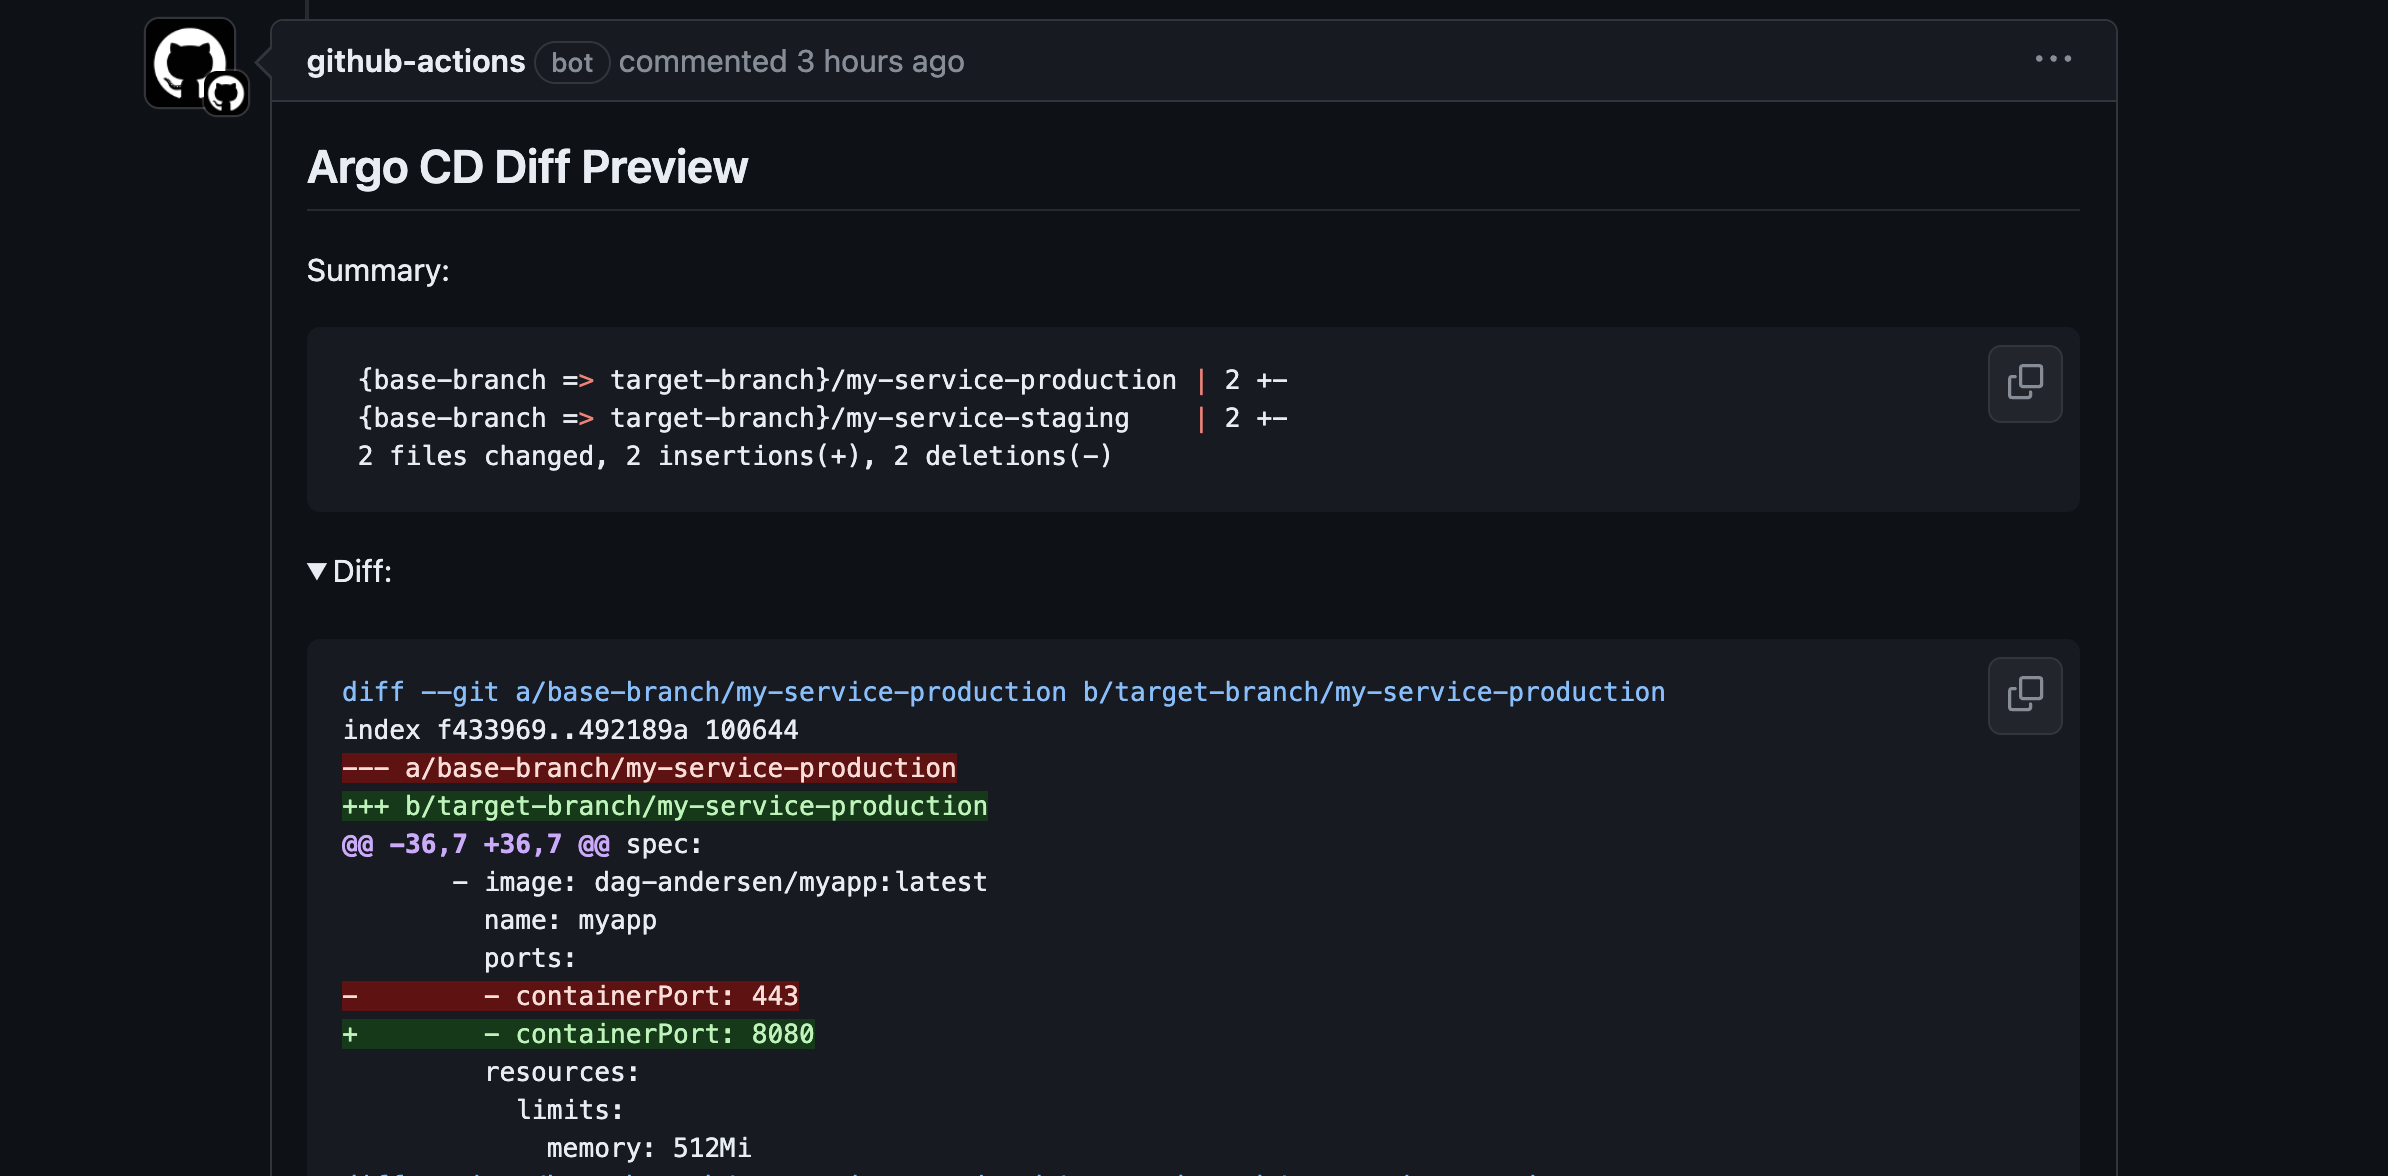 github-actions bot commented 3 hours ago
Argo CD Diff Preview
Summary:
{base-branch => target-branch}/my-service-production | 2 +-
{base-branch => target-branch}/my-service-staging    | 2 +-
2 files changed, 2 insertions(+), 2 deletions(-)
▼ Diff:
diff --git a/base-branch/my-service-production b/target-branch/my-service-production
index f433969..492189a 100644
--- a/base-branch/my-service-production
+++ b/target-branch/my-service-production
@@ -36,7 +36,7 @@ spec:
       - image: dag-andersen/myapp:latest
         name: myapp
         ports:
-        - containerPort: 443
+        - containerPort: 8080
         resources:
           limits:
             memory: 512Mi